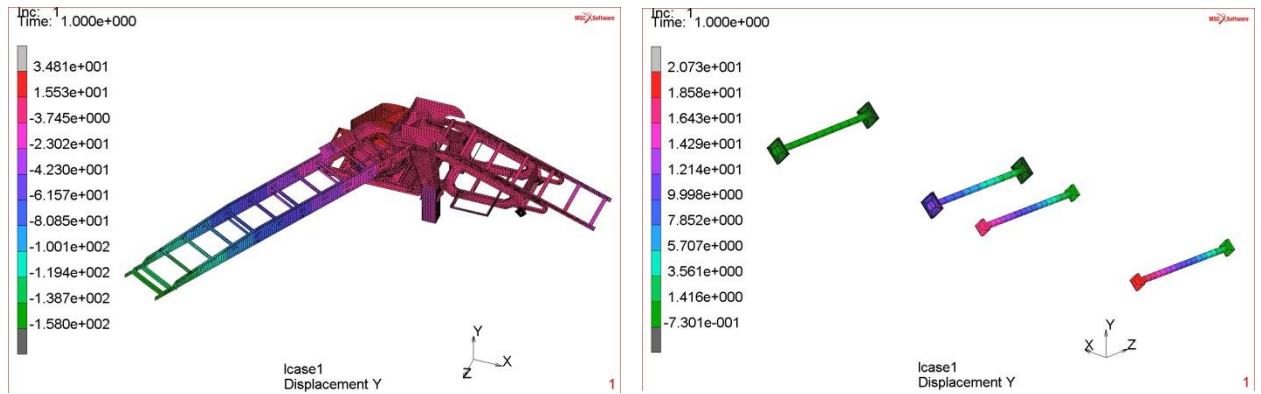 Inc: 1
Time: 1.000e+000
MSC Software
3.481e+001
1.553e+001
-3.745e+000
-2.302e+001
-4.230e+001
-6.157e+001
-8.085e+001
-1.001e+002
-1.194e+002
-1.387e+002
-1.580e+002
Y
X
Z
lcase1
Displacement Y
1
Inc: 1
Time: 1.000e+000
MSC Software
2.073e+001
1.858e+001
1.643e+001
1.429e+001
1.214e+001
9.998e+000
7.852e+000
5.707e+000
3.561e+000
1.416e+000
-7.301e-001
Y
X
Z
lcase1
Displacement Y
1